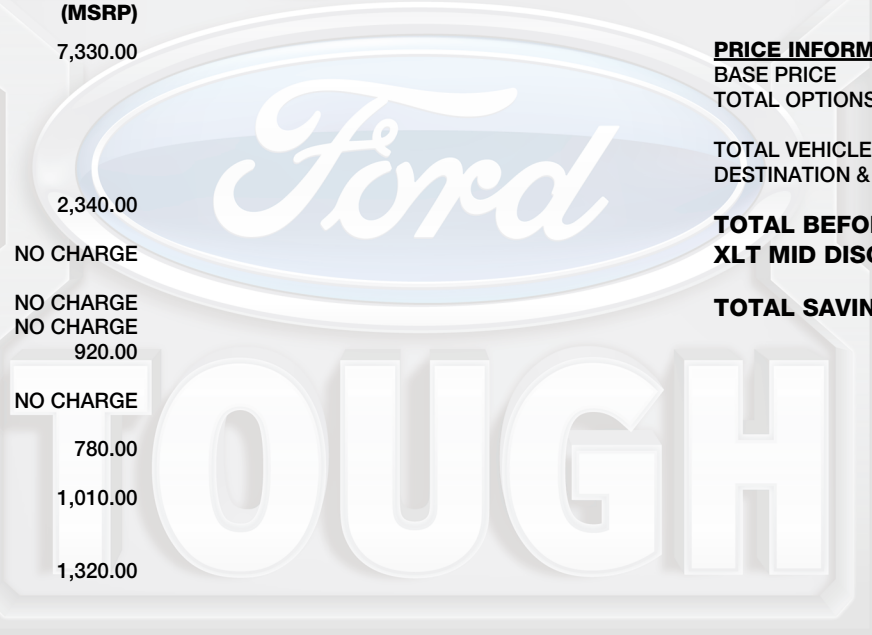 (MSRP)
7,330.00
2,340.00
NO CHARGE
NO CHARGE
NO CHARGE
920.00
NO CHARGE
780.00
1,010.00
1,320.00
PRICE INFORM
BASE PRICE
TOTAL OPTIONS
TOTAL VEHICLE
DESTINATION &
TOTAL BEFO
XLT MID DISC
TOTAL SAVIN
Ford
TOUGH